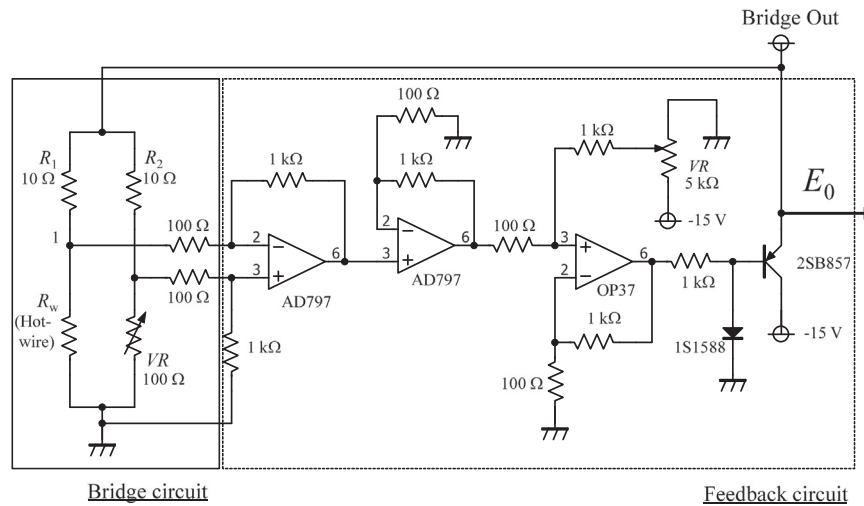 Bridge Out
100 Ω
1 kΩ
VR
5 kΩ
-15 V
E0
R1
10 Ω
R2
10 Ω
1 kΩ
1 kΩ
1
100 Ω
2
3
6
AD797
100 Ω
2
3
6
AD797
100 Ω
3
2
6
OP37
1 kΩ
2SB857
-15 V
Rw
(Hot-
wire)
VR
100 Ω
1 kΩ
1 kΩ
100 Ω
1S1588
Bridge circuit
Feedback circuit